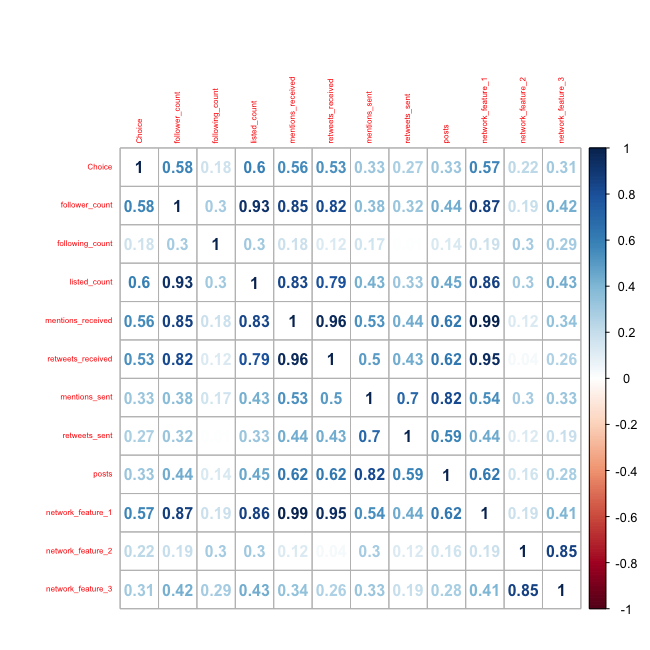 Choice follower_count following_count listed_count mentions_received retweets_received mentions_sent retweets_sent posts network_feature_1 network_feature_2 network_feature_3
Choice 1 0.58 0.18 0.6 0.56 0.53 0.33 0.27 0.33 0.57 0.22 0.31
follower_count 0.58 1 0.3 0.93 0.85 0.82 0.38 0.32 0.44 0.87 0.19 0.42
following_count 0.18 0.3 1 0.3 0.18 0.12 0.17 0.14 0.19 0.3 0.29
listed_count 0.6 0.93 0.3 1 0.83 0.79 0.43 0.33 0.45 0.86 0.3 0.43
mentions_received 0.56 0.85 0.18 0.83 1 0.96 0.53 0.44 0.62 0.99 0.12 0.34
retweets_received 0.53 0.82 0.12 0.79 0.96 1 0.5 0.43 0.62 0.95 0.04 0.26
mentions_sent 0.33 0.38 0.17 0.43 0.53 0.5 1 0.7 0.82 0.54 0.3 0.33
retweets_sent 0.27 0.32 0.33 0.44 0.43 0.7 1 0.59 0.44 0.12 0.19
posts 0.33 0.44 0.14 0.45 0.62 0.62 0.82 0.59 1 0.62 0.16 0.28
network_feature_1 0.57 0.87 0.19 0.86 0.99 0.95 0.54 0.44 0.62 1 0.19 0.41
network_feature_2 0.22 0.19 0.3 0.3 0.12 0.04 0.3 0.12 0.16 0.19 1 0.85
network_feature_3 0.31 0.42 0.29 0.43 0.34 0.26 0.33 0.19 0.28 0.41 0.85 1
1
0.8
0.6
0.4
0.2
0
-0.2
-0.4
-0.6
-0.8
-1